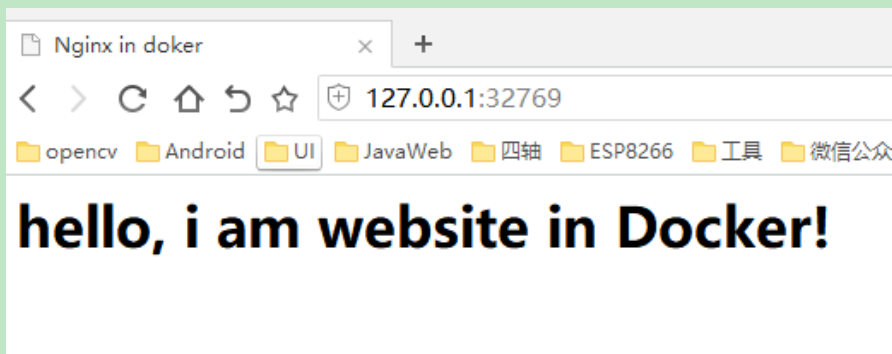 Nginx in doker
127.0.0.1:32769
opencv Android UI JavaWeb 四轴 ESP8266 工具 微信公众
hello, i am website in Docker!